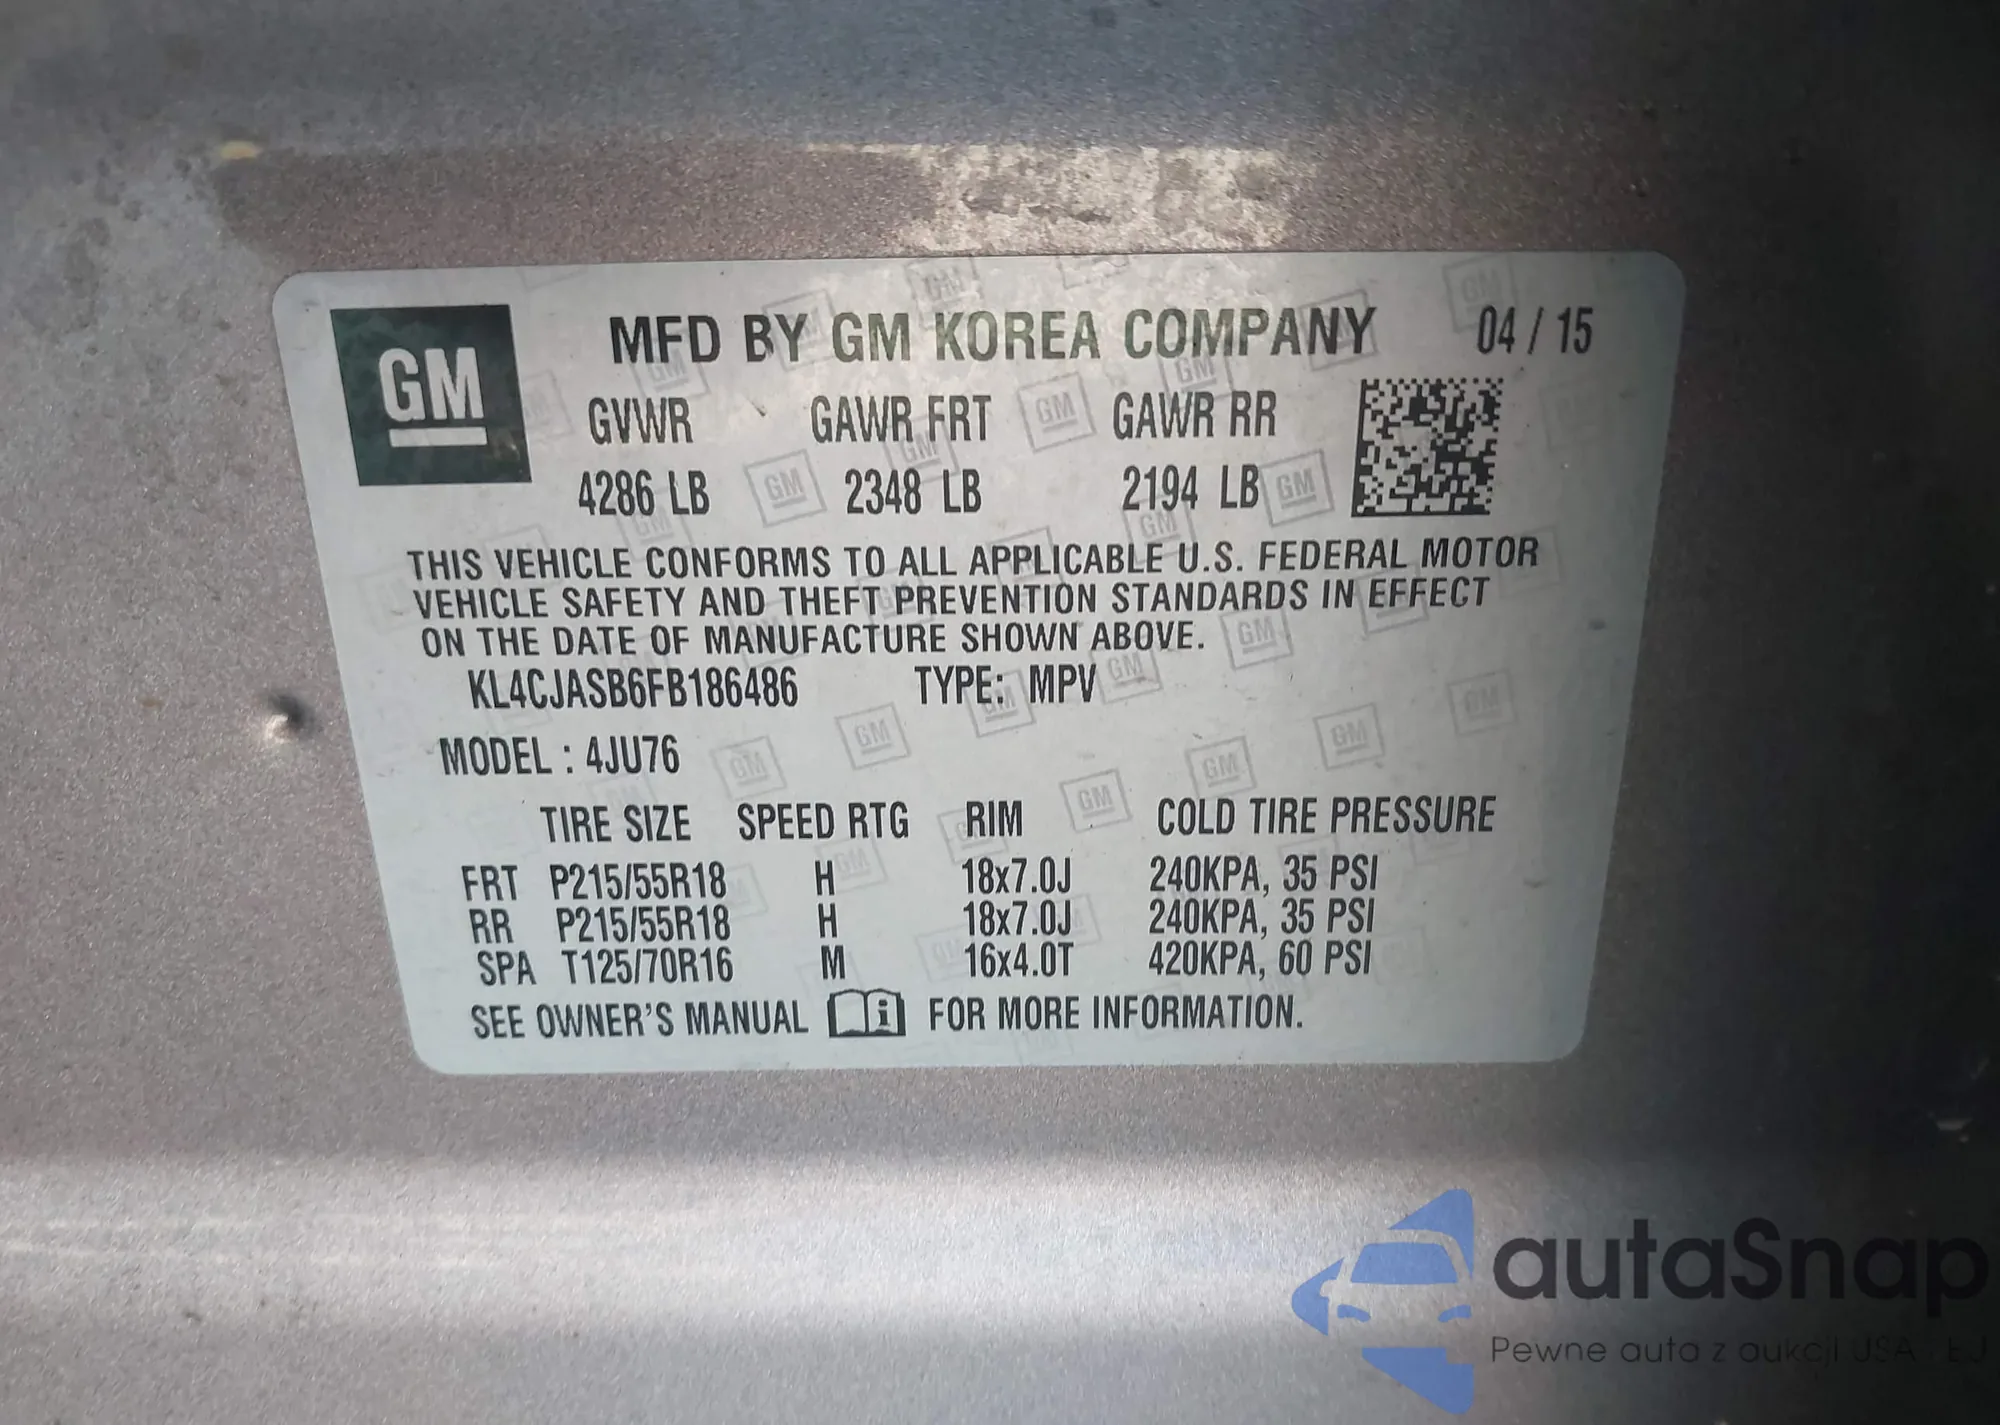 GM
MFD BY GM KOREA COMPANY 04 / 15
GVWR GAWR FRT GAWR RR
4286 LB 2348 LB 2194 LB
THIS VEHICLE CONFORMS TO ALL APPLICABLE U.S. FEDERAL MOTOR
VEHICLE SAFETY AND THEFT PREVENTION STANDARDS IN EFFECT
ON THE DATE OF MANUFACTURE SHOWN ABOVE.
KL4CJASB6FB186486 TYPE: MPV
MODEL : 4JU76
TIRE SIZE SPEED RTG RIM COLD TIRE PRESSURE
FRT P215/55R18 H 18x7.0J 240KPA, 35 PSI
RR P215/55R18 H 18x7.0J 240KPA, 35 PSI
SPA T125/70R16 M 16x4.0T 420KPA, 60 PSI
SEE OWNER'S MANUAL FOR MORE INFORMATION.
autaSnap
Pewne auto z aukcji USA